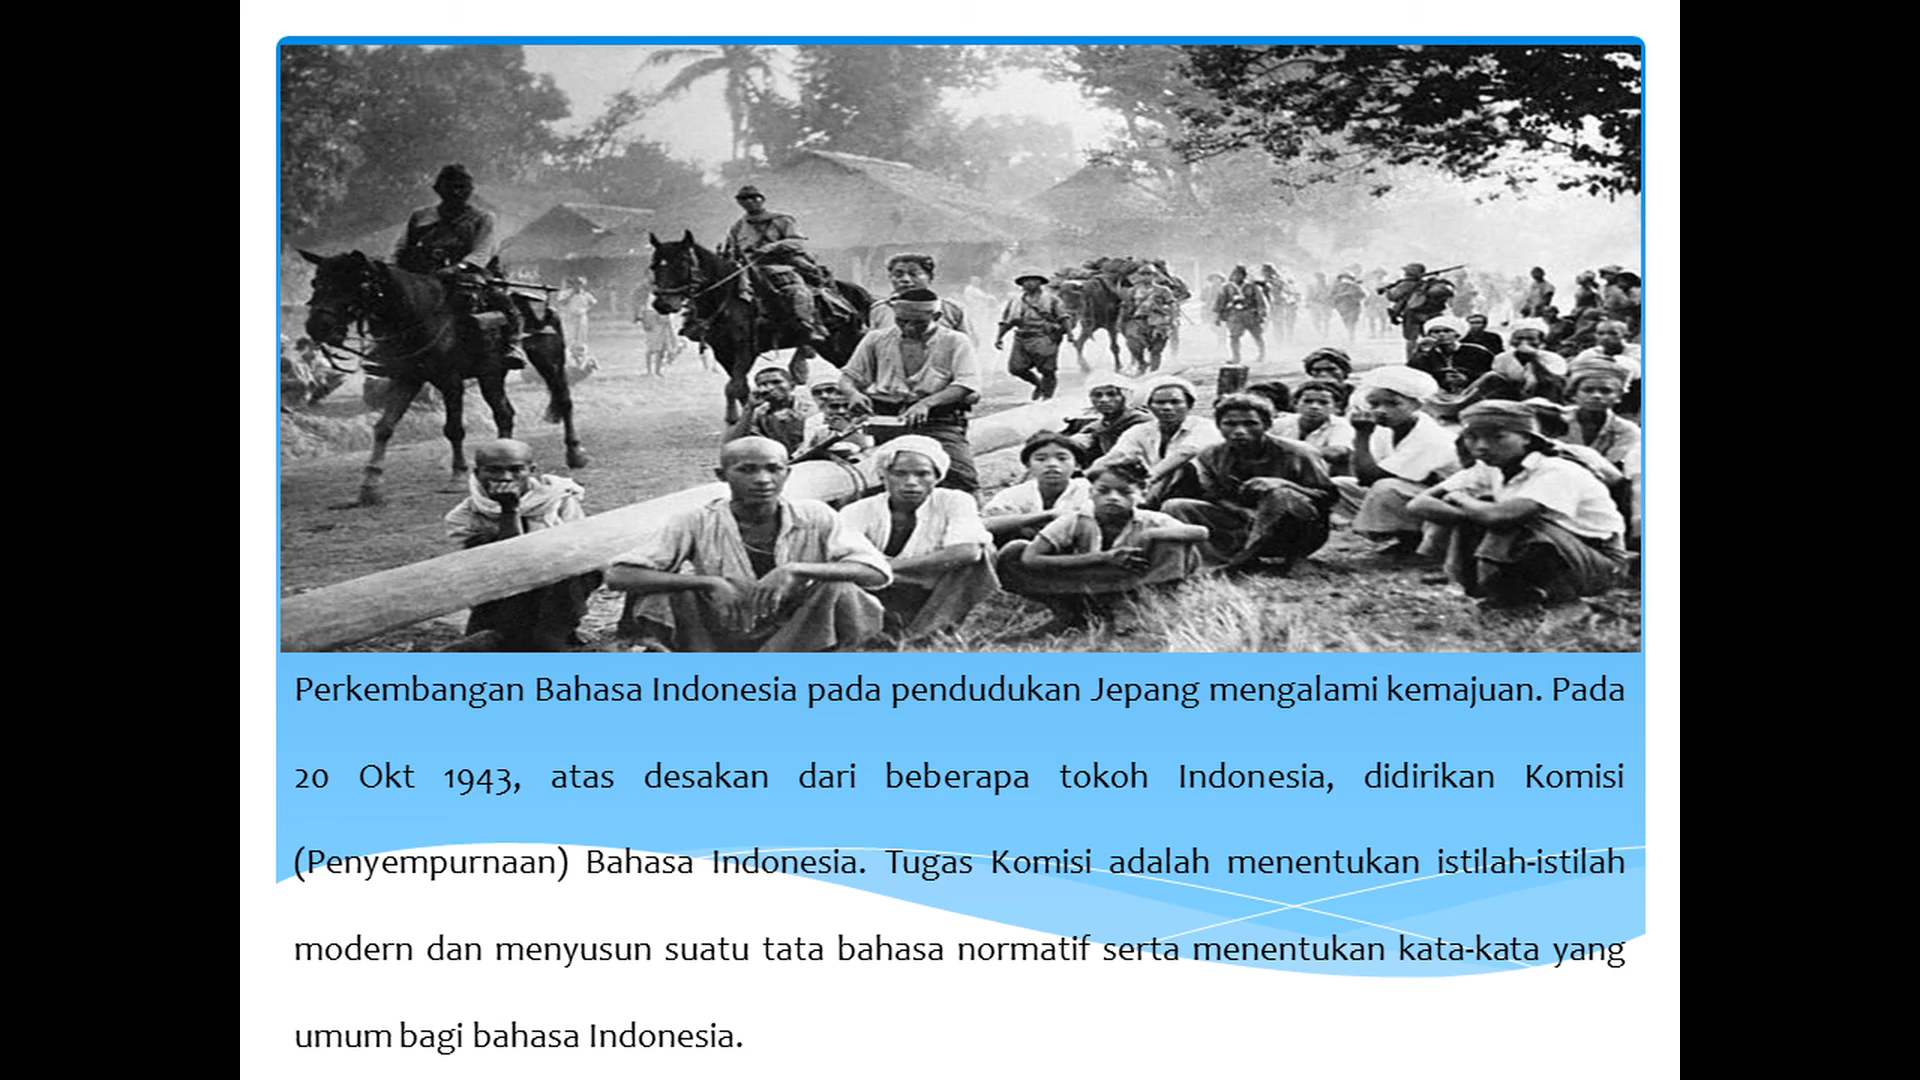 Perkembangan Bahasa Indonesia pada pendudukan Jepang mengalami kemajuan. Pada
20 Okt 1943, atas desakan dari beberapa tokoh Indonesia, didirikan Komisi
(Penyempurnaan) Bahasa Indonesia. Tugas Komisi adalah menentukan istilah-istilah
modern dan menyusun suatu tata bahasa normatif serta menentukan kata-kata yang
umum bagi bahasa Indonesia.